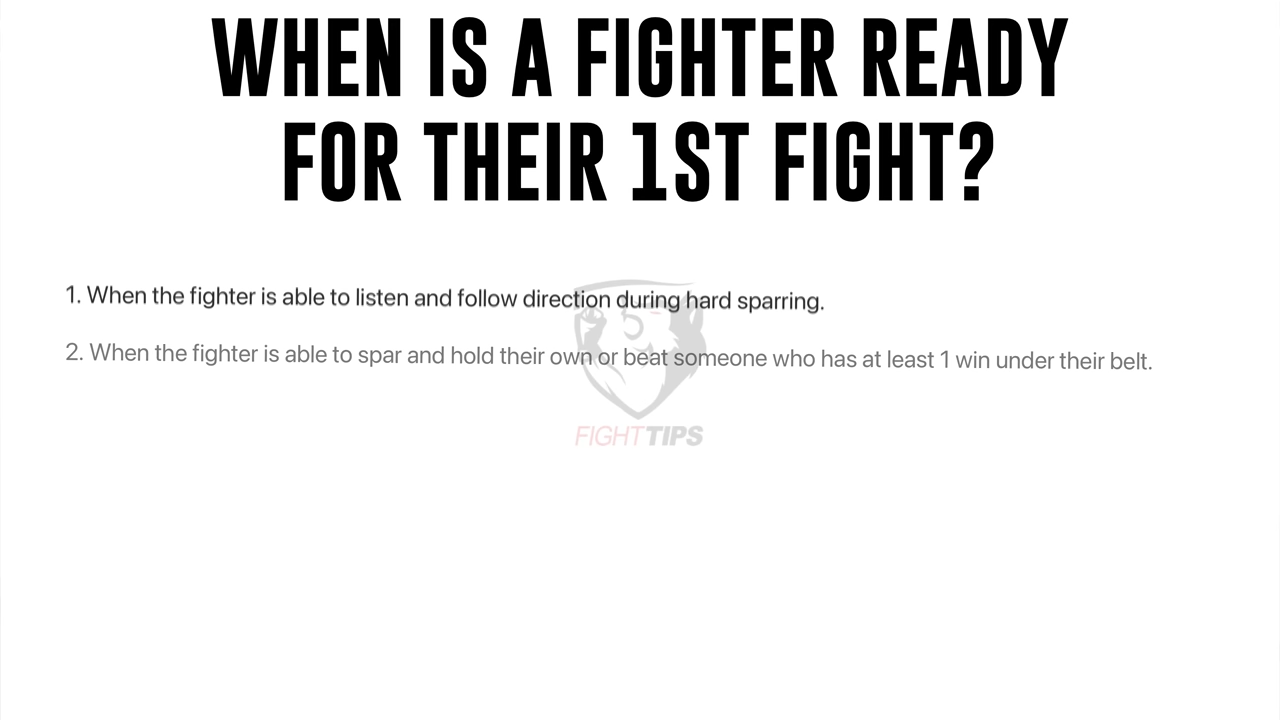 WHEN IS A FIGHTER READY
FOR THEIR 1ST FIGHT?
1. When the fighter is able to listen and follow direction during hard sparring.
2. When the fighter is able to spar and hold their own or beat someone who has at least 1 win under their belt.
FIGHTTIPS